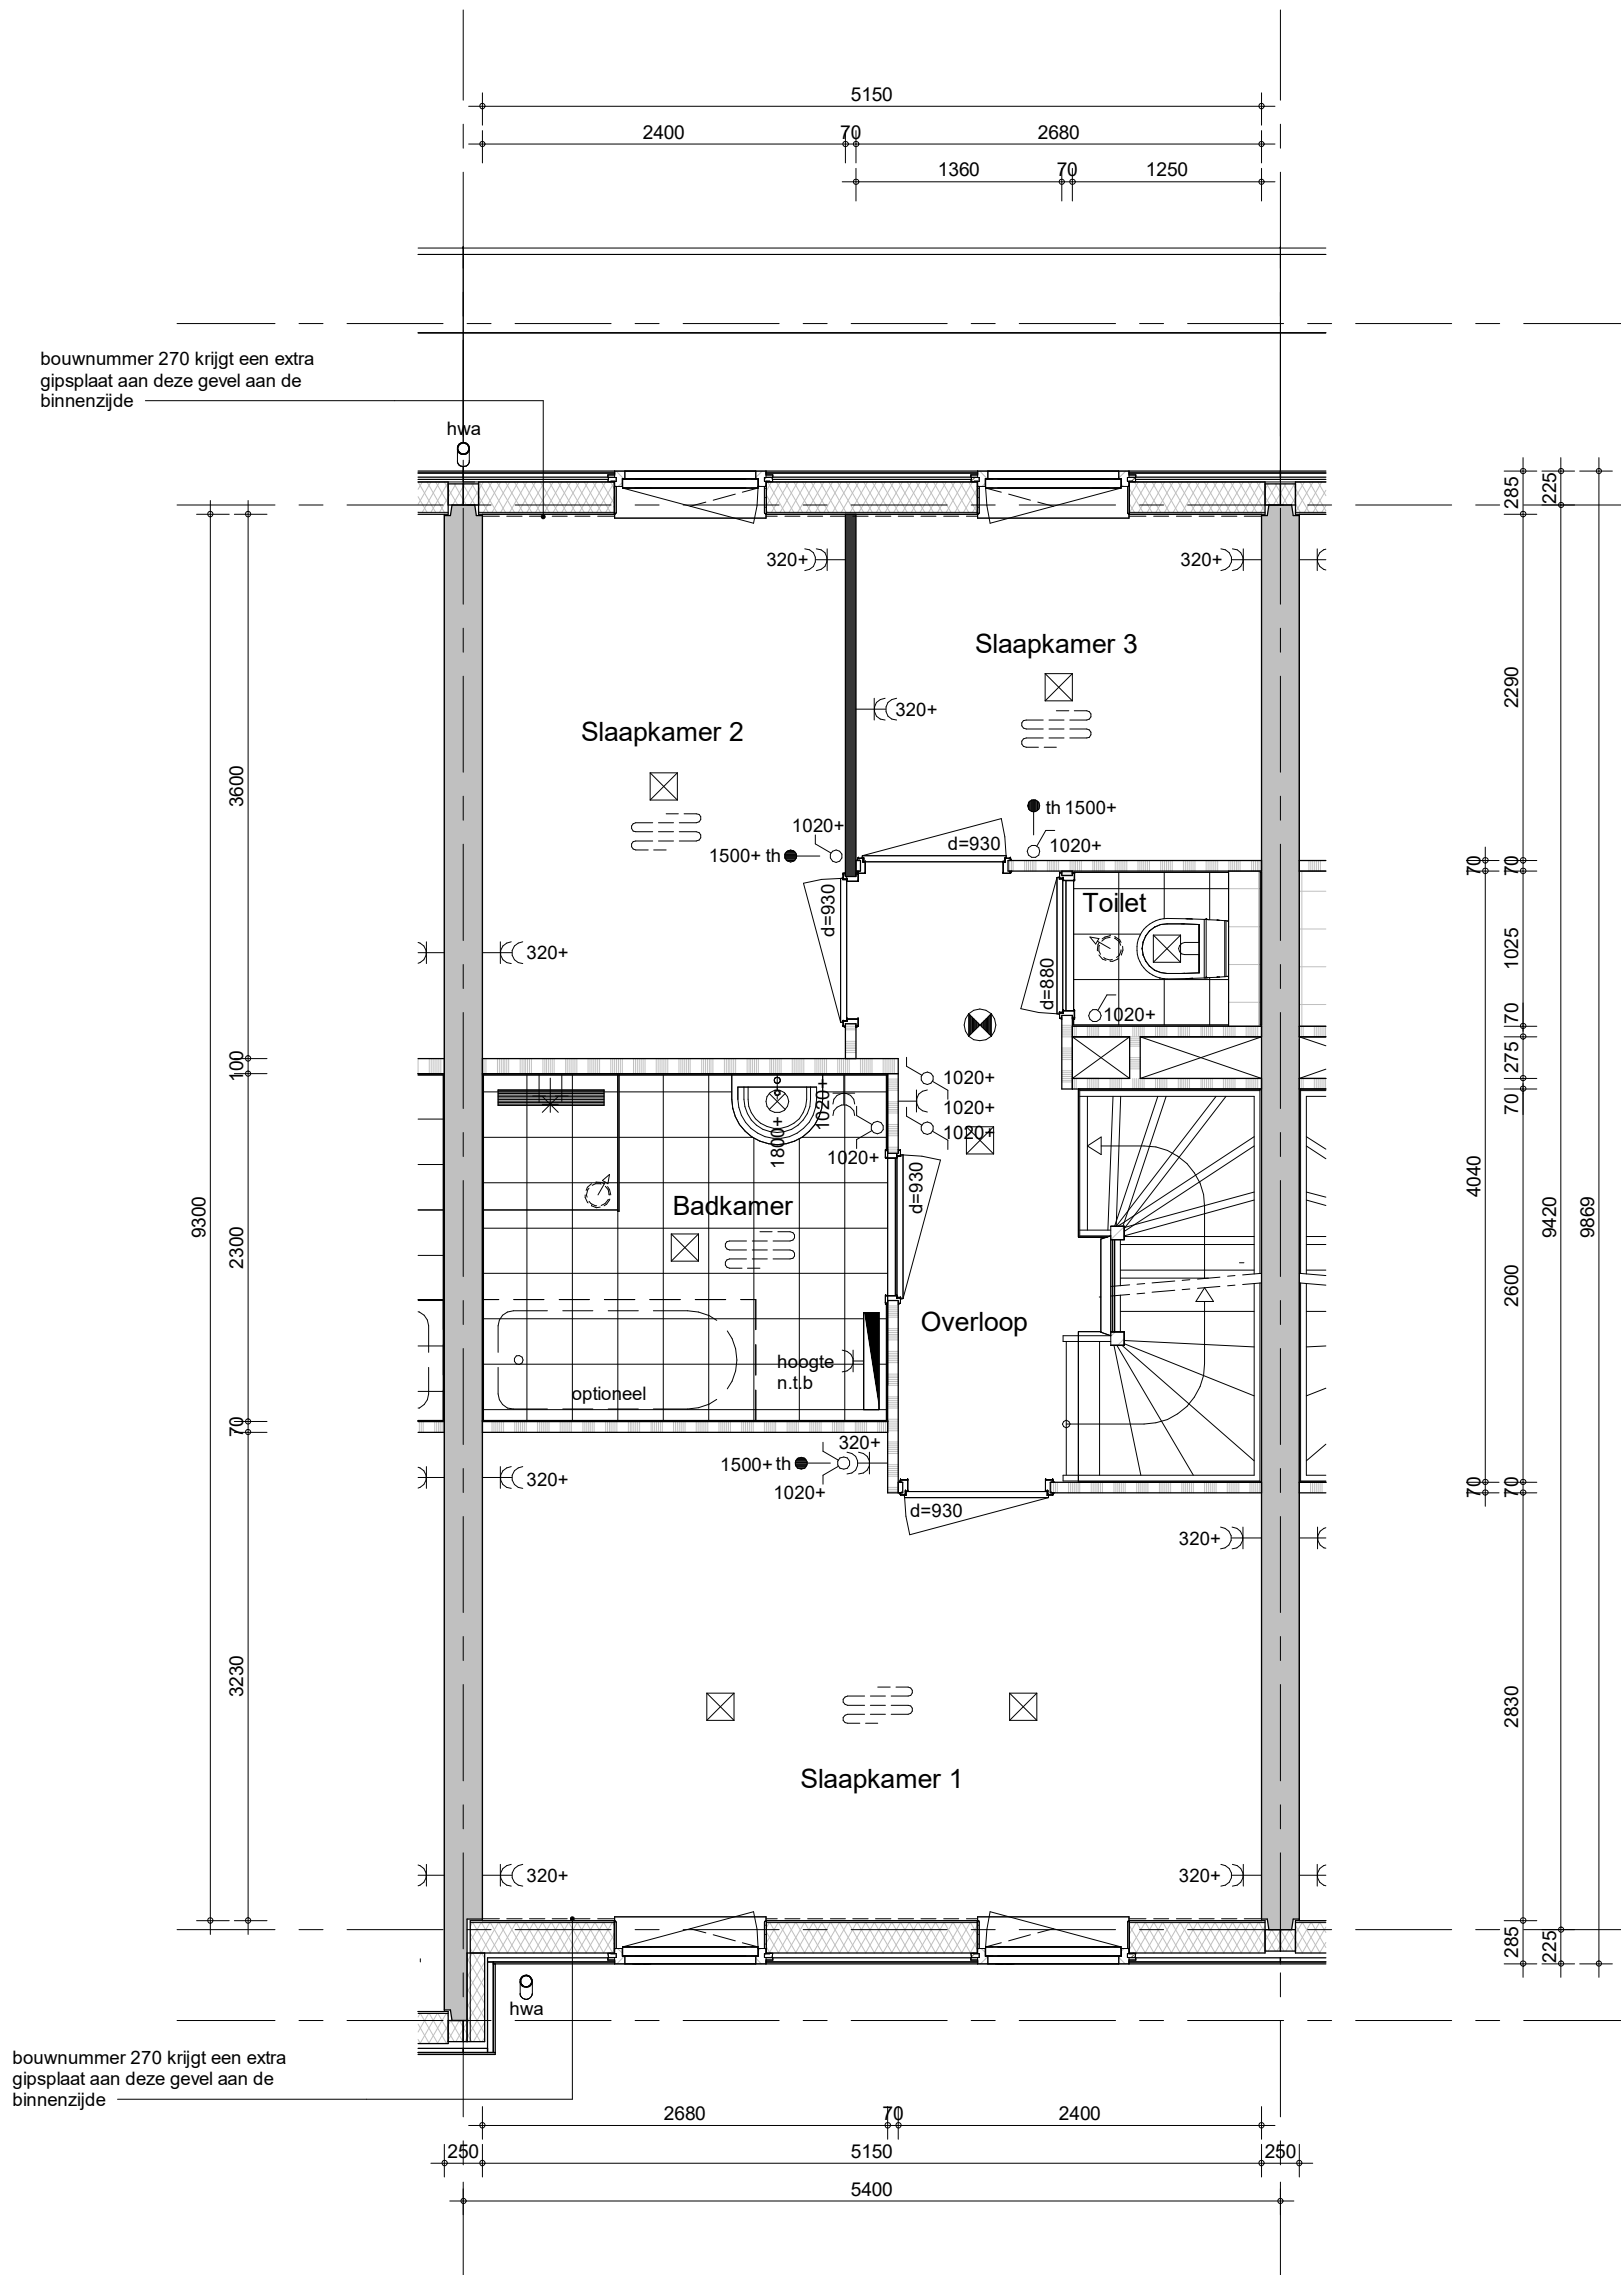 5150
2400
70
2680
1360
70
1250
bouwnummer 270 krijgt een extra
gipsplaat aan deze gevel aan de
binnenzijde
hwa
285
225
320+
320+
Slaapkamer 3
2290
320+
Slaapkamer 2
3600
th 1500+
1020+
1020+
1500+ th
d=930
70
70
d=930
Toilet
320+
1025
d=880
1020+
70
100
275
1020+
1020+
1020+
70
1020+
1800+
1020+
d=930
4040
Badkamer
9300
2300
9420
9869
2600
Overloop
hoogte
n.t.b
optioneel
70
320+
1500+ th
1020+
320+
70
70
d=930
320+
3230
2830
Slaapkamer 1
320+
320+
285
225
hwa
bouwnummer 270 krijgt een extra
gipsplaat aan deze gevel aan de
binnenzijde
2680
70
2400
250
5150
250
5400